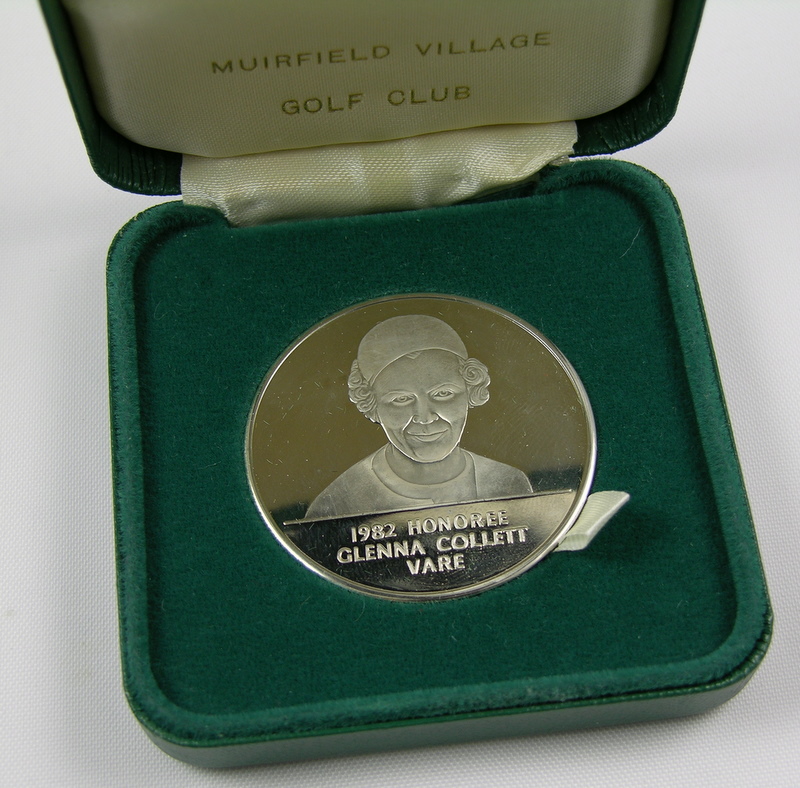 MUIRFIELD VILLAGE
GOLF CLUB
1982 HONOREE
GLENNA COLLETT
VARE